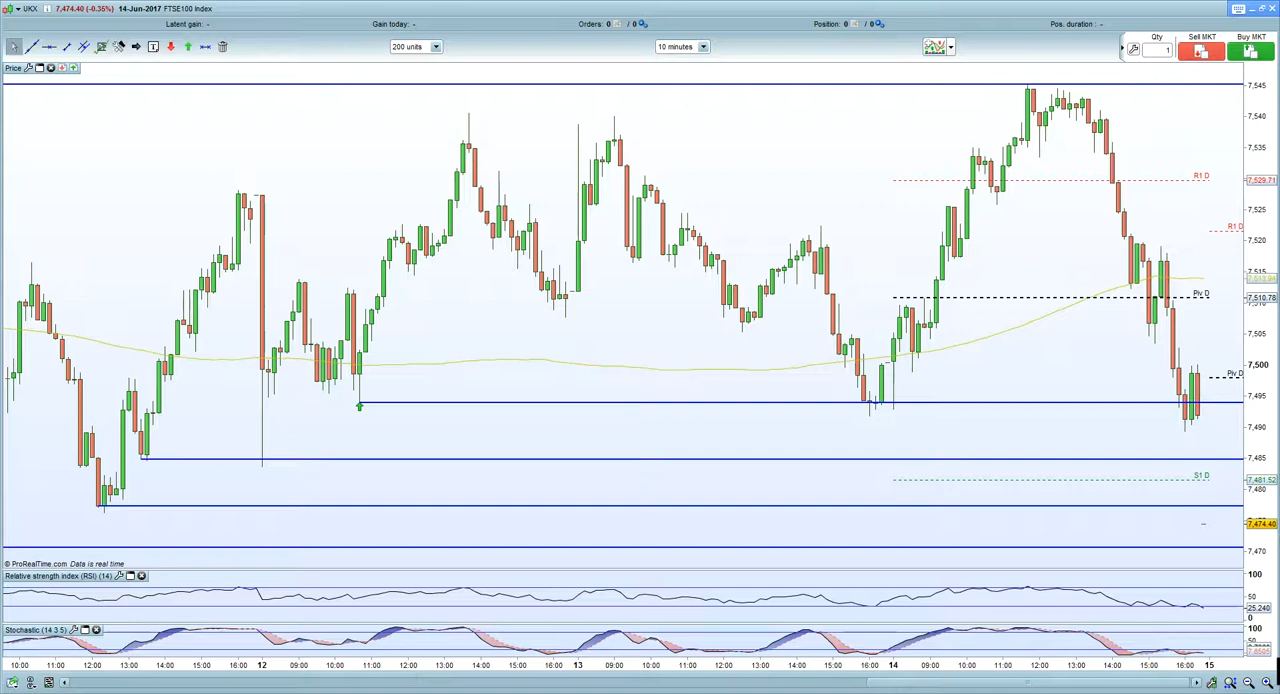 UKX 7,474.40 (-0.35%) 14-Jun-2017 FTSE100 Index
Latent gain: - Gain today: - Orders: 0 / 0 Position: 0 / 0 Pos. duration : -
200 units 10 minutes Qty Sell MKT Buy MKT
1
Price
7,545
7,540
7,535
R1 D
7,529.71
7,525
R1 D
7,520
7,515
7,513.94
Piv D
7,510.78
7,505
7,500
Piv D
7,495
7,490
7,485
S1 D
7,481.52
7,480
7,474.40
7,470
© ProRealTime.com Data is real time
Relative strength index (RSI) (14)
100
50
25.240
0
Stochastic (14 3 5)
100
50
10:00 11:00 12:00 13:00 14:00 15:00 16:00 12 09:00 10:00 11:00 12:00 13:00 14:00 15:00 16:00 13 09:00 10:00 11:00 12:00 13:00 14:00 15:00 16:00 14 09:00 10:00 11:00 12:00 13:00 14:00 15:00 16:00 15